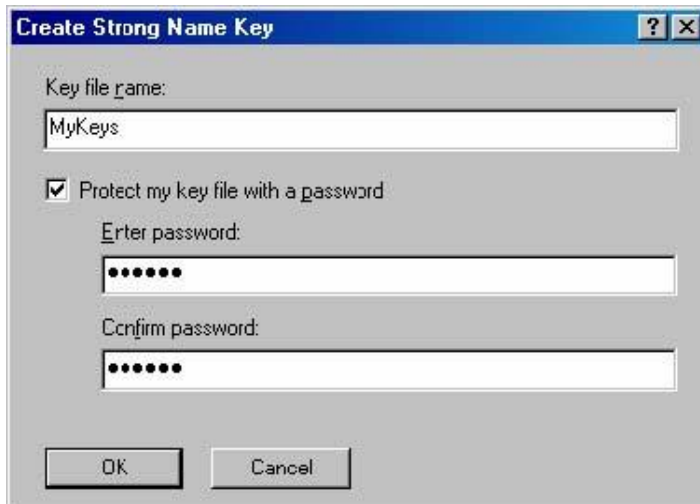 Create Strong Name Key
Key file name:
MyKeys
Protect my key file with a password
Enter password:
••••••
Confirm password:
••••••
OK Cancel